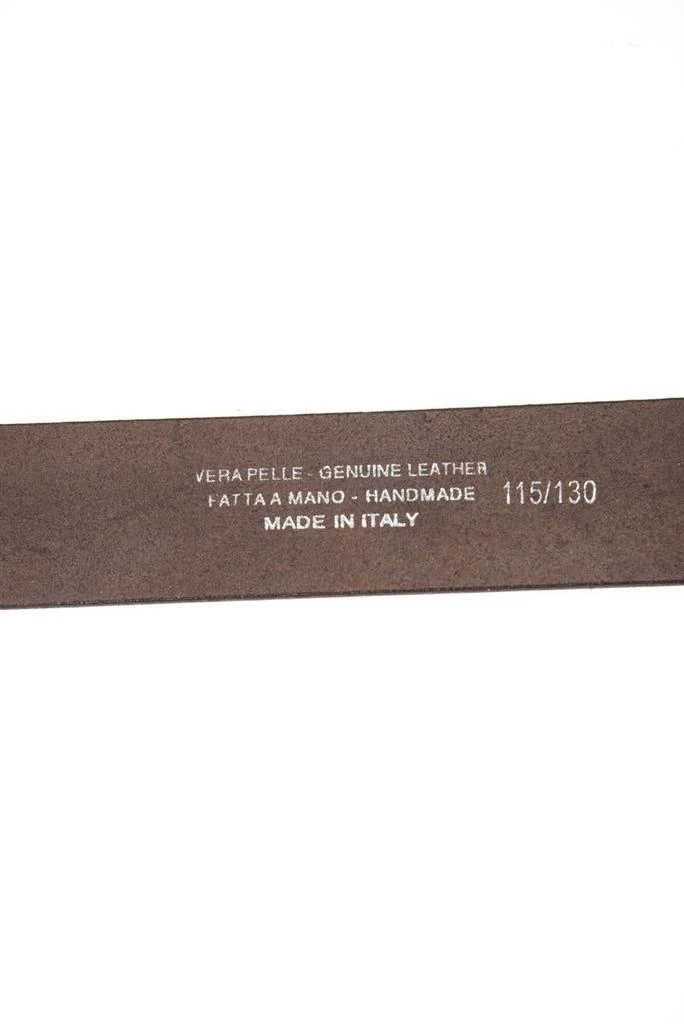 VERA PELLE - GENUINE LEATHER
FATTA A MANO - HANDMADE 115/130
MADE IN ITALY